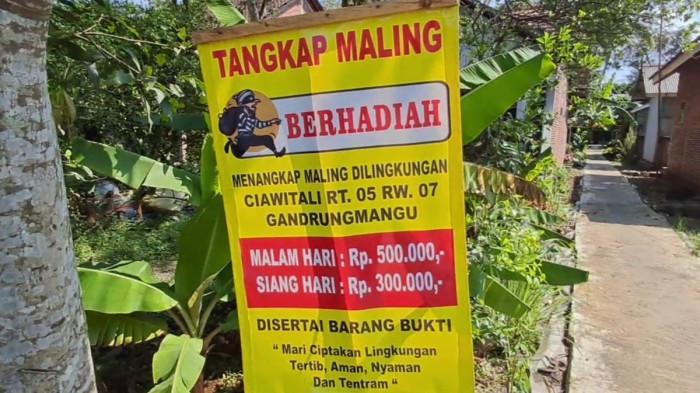 TANGKAP MALING
BERHADIAH
MENANGKAP MALING DILINGKUNGAN
CIAWITALI RT. 05 RW. 07
GANDRUNGMANGU
MALAM HARI : Rp. 500.000,-
SIANG HARI : Rp. 300.000,-
DISERTAI BARANG BUKTI
“ Mari Ciptakan Lingkungan
Tertib, Aman, Nyaman
Dan Tentram “